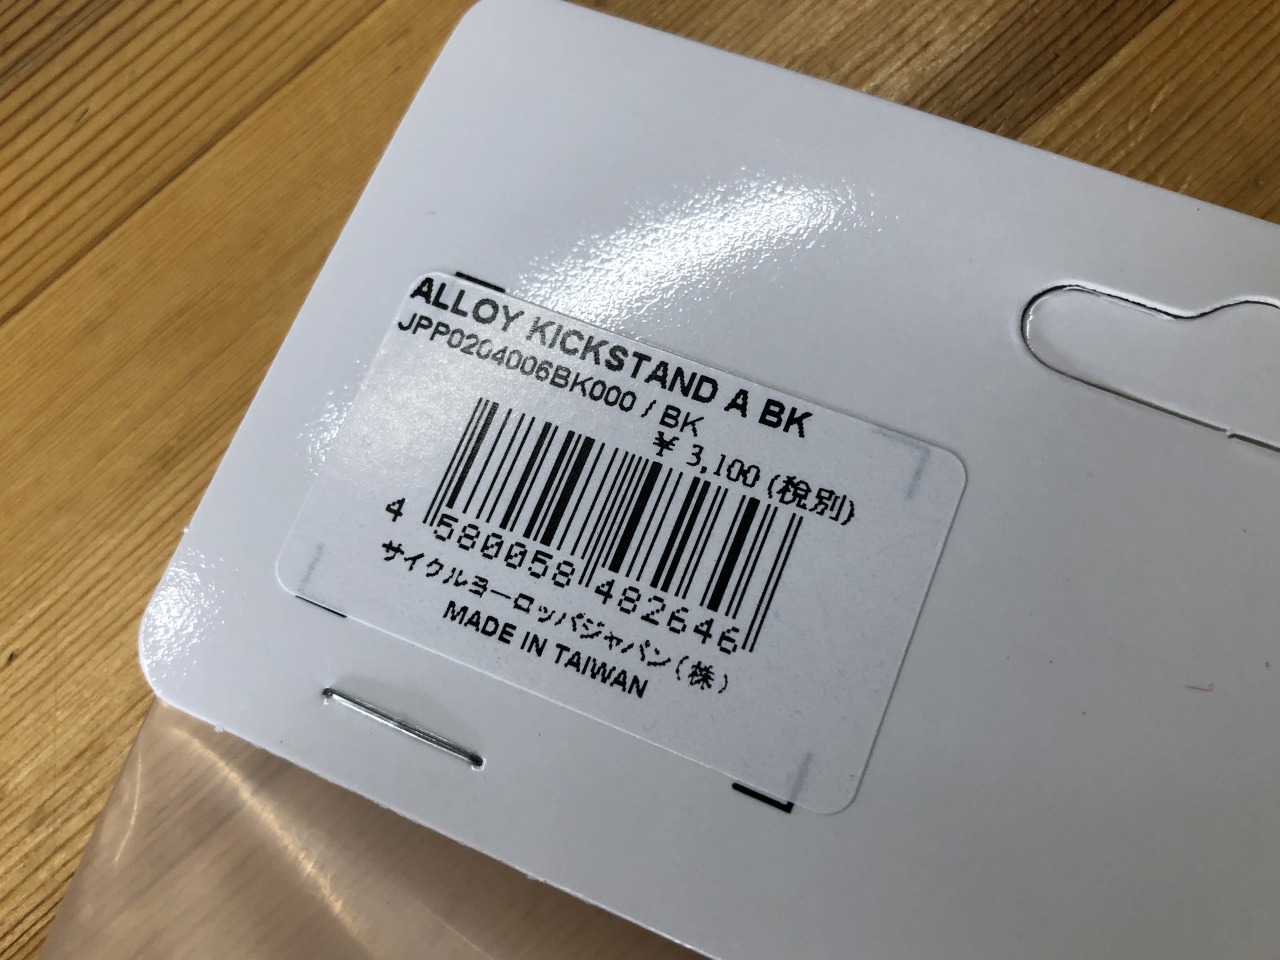 ALLOY KICKSTAND A BK
JPP0204006BK000 / BK
¥ 3,100 (税別)
4 580058 482646
サイクルヨーロッパジャパン(株)
MADE IN TAIWAN